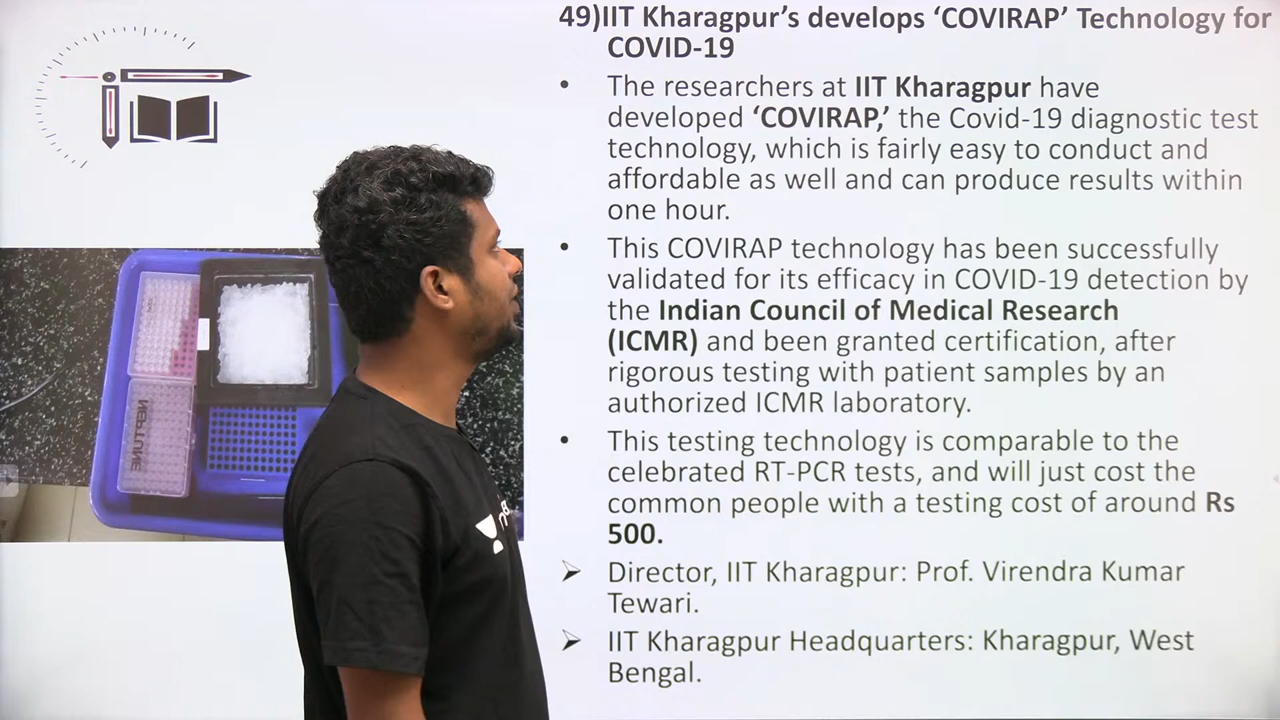 49)IIT Kharagpur’s develops ‘COVIRAP’ Technology for
COVID-19
• The researchers at IIT Kharagpur have
developed ‘COVIRAP,’ the Covid-19 diagnostic test
technology, which is fairly easy to conduct and
affordable as well and can produce results within
one hour.
• This COVIRAP technology has been successfully
validated for its efficacy in COVID-19 detection by
the Indian Council of Medical Research
(ICMR) and been granted certification, after
rigorous testing with patient samples by an
authorized ICMR laboratory.
• This testing technology is comparable to the
celebrated RT-PCR tests, and will just cost the
common people with a testing cost of around Rs
500.
➢ Director, IIT Kharagpur: Prof. Virendra Kumar
Tewari.
➢ IIT Kharagpur Headquarters: Kharagpur, West
Bengal.
NEPTUNE